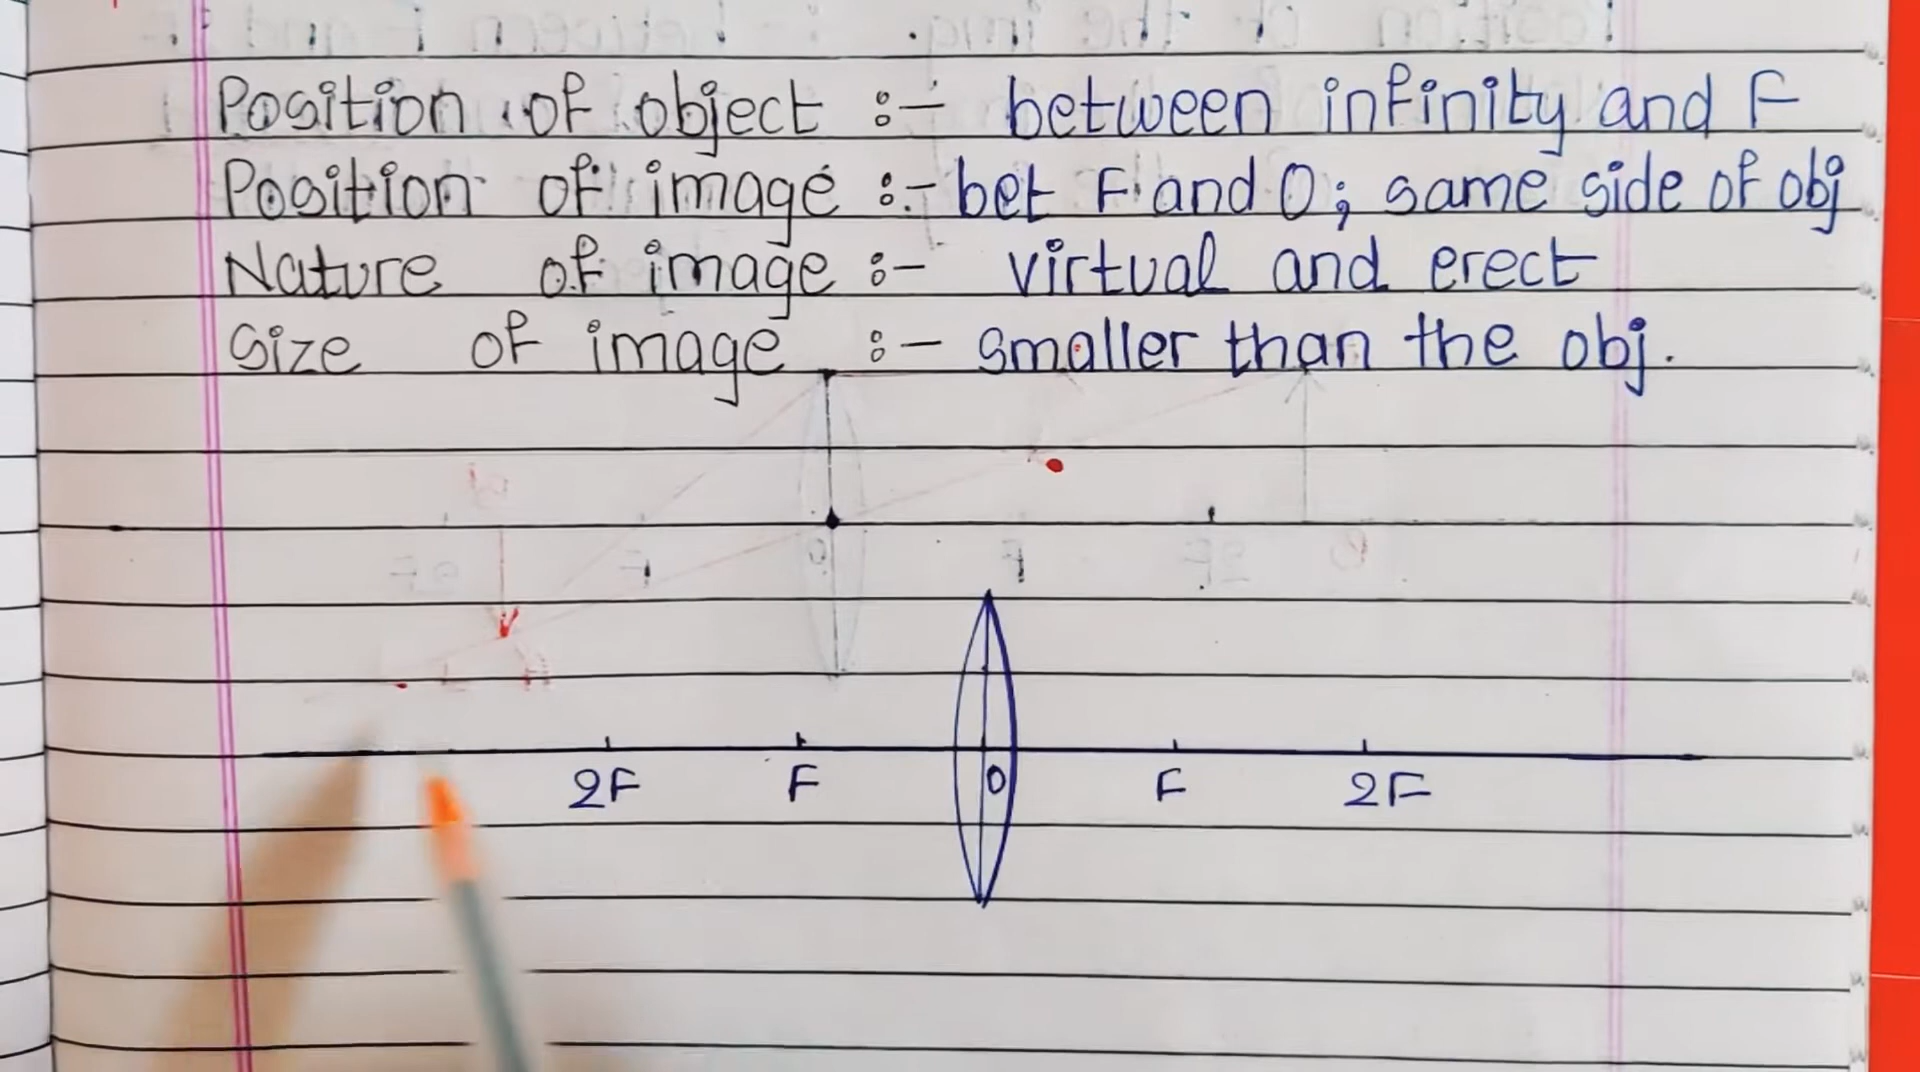 Position of object :- between infinity and F
Position of image :- bet F and O; same side of obj
Nature of image :- virtual and erect
Size of image :- smaller than the obj.
2F F O F 2F